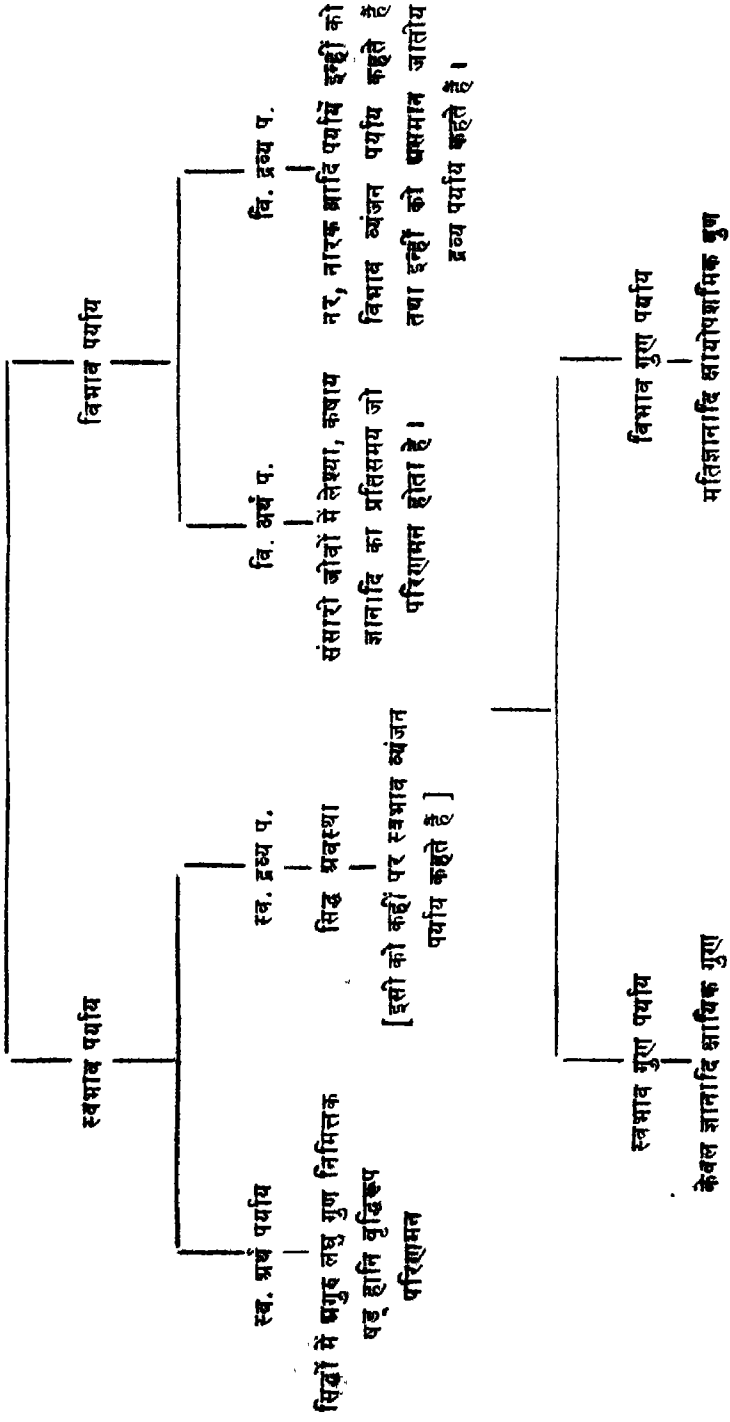 स्वभाव पर्याय
विभाव पर्याय
स्व. अर्थ पर्याय
सिद्धों में अगुरु लघु गुण निमित्तक
षड् हानि वृद्धिरूप
परिणमन
स्व. द्रव्य प.
सिद्ध अवस्था
[इसी को कहीं पर स्वभाव व्यंजन
पर्याय कहते हैं]
वि. अर्थ प.
संसारी जीवों में लेश्या, कषाय
ज्ञानादि का प्रतिसमय जो
परिणमन होता है।
वि. द्रव्य प.
नर, नारक आदि पर्यायें इन्हीं को
विभाव व्यंजन पर्याय कहते हैं
तथा इन्हीं को असमान जातीय
द्रव्य पर्याय कहते हैं।
स्वभाव गुण पर्याय
केवल ज्ञानादि क्षायिक गुण
विभाव गुण पर्याय
मतिज्ञानादि क्षायोपशमिक गुण